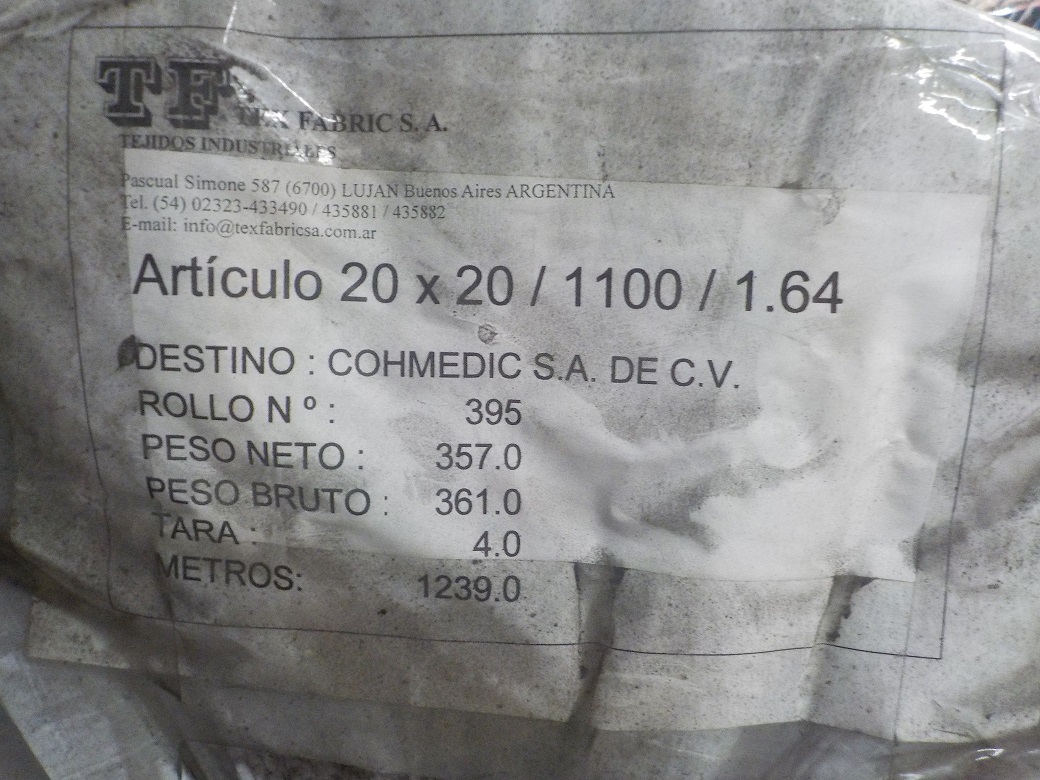 TF TEX FABRIC S. A.
TEJIDOS INDUSTRIALES
Pascual Simone 587 (6700) LUJAN Buenos Aires ARGENTINA
Tel. (54) 02323-433490 / 435881 / 435882
E-mail: info@texfabricsa.com.ar
Artículo 20 x 20 / 1100 / 1.64
DESTINO : COHMEDIC S.A. DE C.V.
ROLLO N º : 395
PESO NETO : 357.0
PESO BRUTO : 361.0
TARA : 4.0
METROS: 1239.0